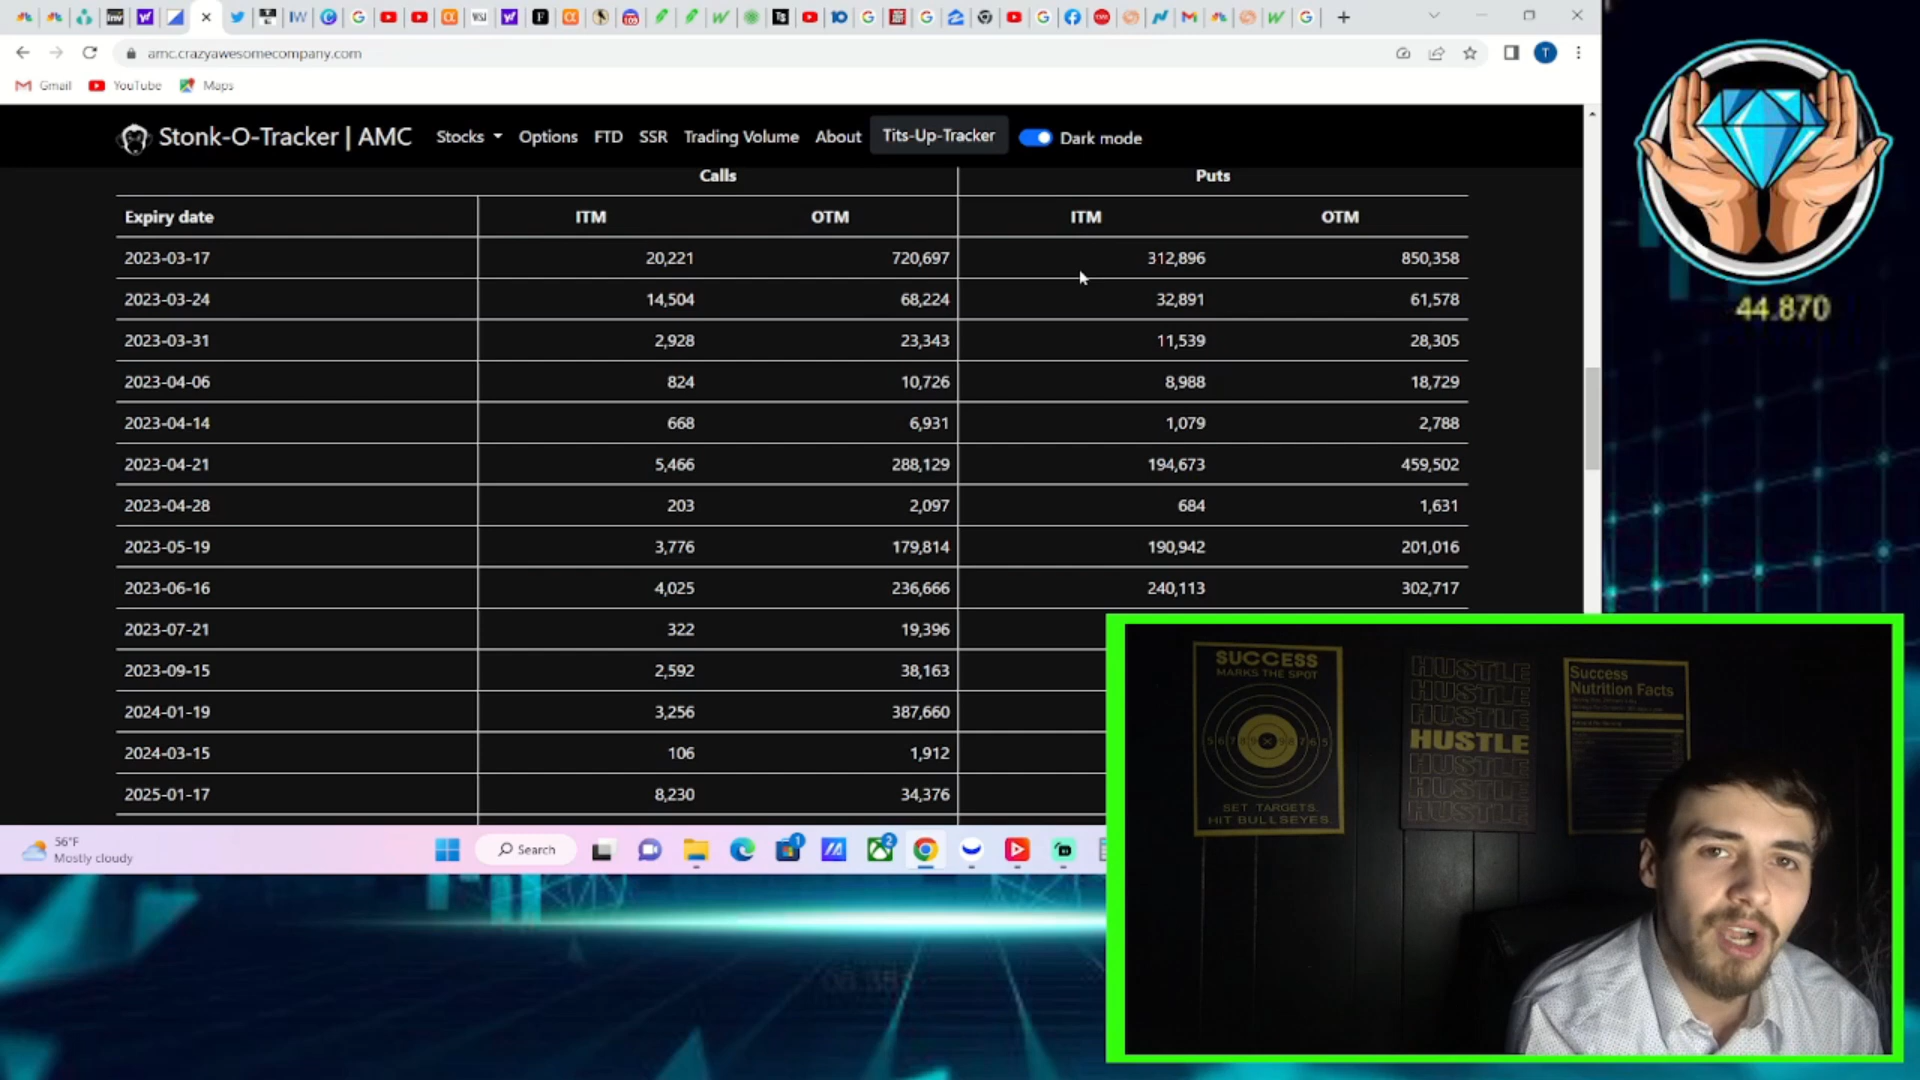 amc.crazyawesomecompany.com
Gmail YouTube Maps
Stonk-O-Tracker | AMC Stocks Options FTD SSR Trading Volume About Tits-Up-Tracker Dark mode
Calls Puts
Expiry date ITM OTM ITM OTM
2023-03-17 20,221 720,697 312,896 850,358
2023-03-24 14,504 68,224 32,891 61,578
2023-03-31 2,928 23,343 11,539 28,305
2023-04-06 824 10,726 8,988 18,729
2023-04-14 668 6,931 1,079 2,788
2023-04-21 5,466 288,129 194,673 459,502
2023-04-28 203 2,097 684 1,631
2023-05-19 3,776 179,814 190,942 201,016
2023-06-16 4,025 236,666 240,113 302,717
2023-07-21 322 19,396
2023-09-15 2,592 38,163
2024-01-19 3,256 387,660
2024-03-15 106 1,912
2025-01-17 8,230 34,376
44.870
56°F
Mostly cloudy
Search
SUCCESS
MARKS THE SPOT
SET TARGETS.
HIT BULLSEYES.
HUSTLE
HUSTLE
HUSTLE
HUSTLE
HUSTLE
HUSTLE
HUSTLE
Success
Nutrition Facts